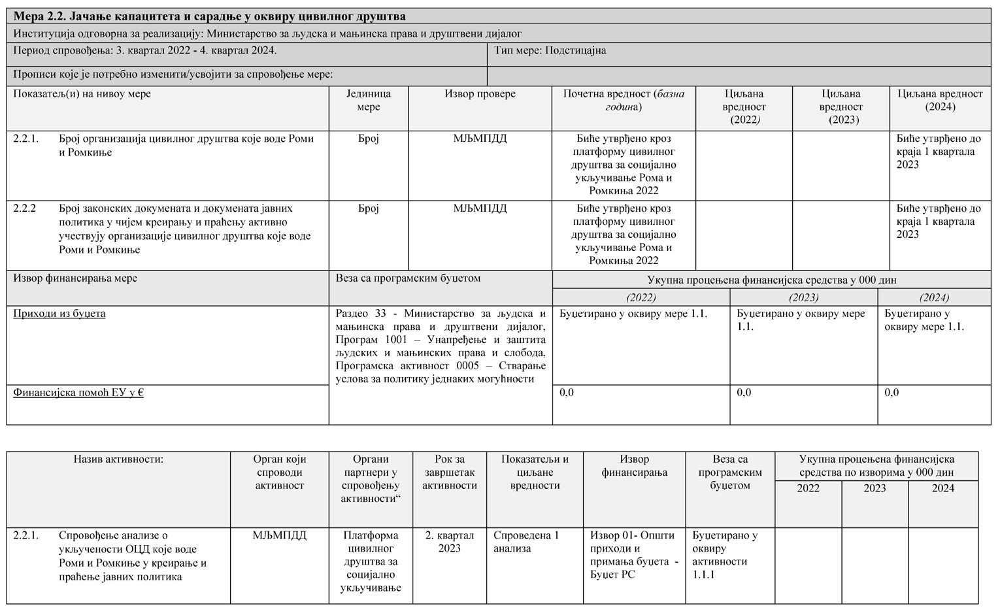 Мера 2.2. Јачање капацитета и сарадње у оквиру цивилног друштва
Институција одговорна за реализацију: Министарство за људска и мањинска права и друштвени дијалог
Период спровођења: 3. квартал 2022 - 4. квартал 2024.
Тип мере: Подстицајна
Прописи које је потребно изменити/усвојити за спровођење мере:
Показатељ(и) на нивоу мере
Јединица
мере
Извор провере
Почетна вредност (базна
година)
Циљана
вредност
(2022)
Циљана
вредност
(2023)
Циљана вредност
(2024)
2.2.1. Број организација цивилног друштва које воде Роми
и Ромкиње
Број
МЉМПДД
Биће утврђено кроз
платформу цивилног
друштва за социјално
укључивање Рома и
Ромкиња 2022
Биће утврђено до
краја 1 квартала
2023
2.2.2 Број законских докумената и докумената јавних
политика у чијем креирању и праћењу активно
учествују организације цивилног друштва које воде
Роми и Ромкиње
Број
МЉМПДД
Биће утврђено кроз
платформу цивилног
друштва за социјално
укључивање Рома и
Ромкиња 2022
Биће утврђено до
краја 1 квартала
2023
Извор финансирања мере
Веза са програмским буџетом
Укупна процењена финансијска средства у 000 дин
(2022)
(2023)
(2024)
Приходи из буџета
Раздео 33 - Министарство за људска и
мањинска права и друштвени дијалог,
Програм 1001 – Унапређење и заштита
људских и мањинских права и слобода,
Програмска активност 0005 – Стварање
услова за политику једнаких могућности
Буџетирано у оквиру мере 1.1.
Буџетирано у оквиру мере
1.1.
Буџетирано у
оквиру мере 1.1.
Финансијска помоћ ЕУ у €
0,0
0,0
0,0
Назив активности:
Орган који
спроводи
активност
Органи
партнери у
спровођењу
активности“
Рок за
завршетак
активности
Показатељи и
циљане
вредности
Извор
финансирања
Веза са
програмским
буџетом
Укупна процењена финансијска
средства по изворима у 000 дин
2022
2023
2024
2.2.1. Спровођење анализе о
укључености ОЦД које воде
Роми и Ромкиње у креирање и
праћење јавних политика
МЉМПДД
Платформа
цивилног
друштва за
социјално
укључивање
2. квартал
2023
Спроведена 1
анализа
Извор 01- Општи
приходи и
примања буџета -
Буџет РС
Буџетирано у
оквиру
активности
1.1.1